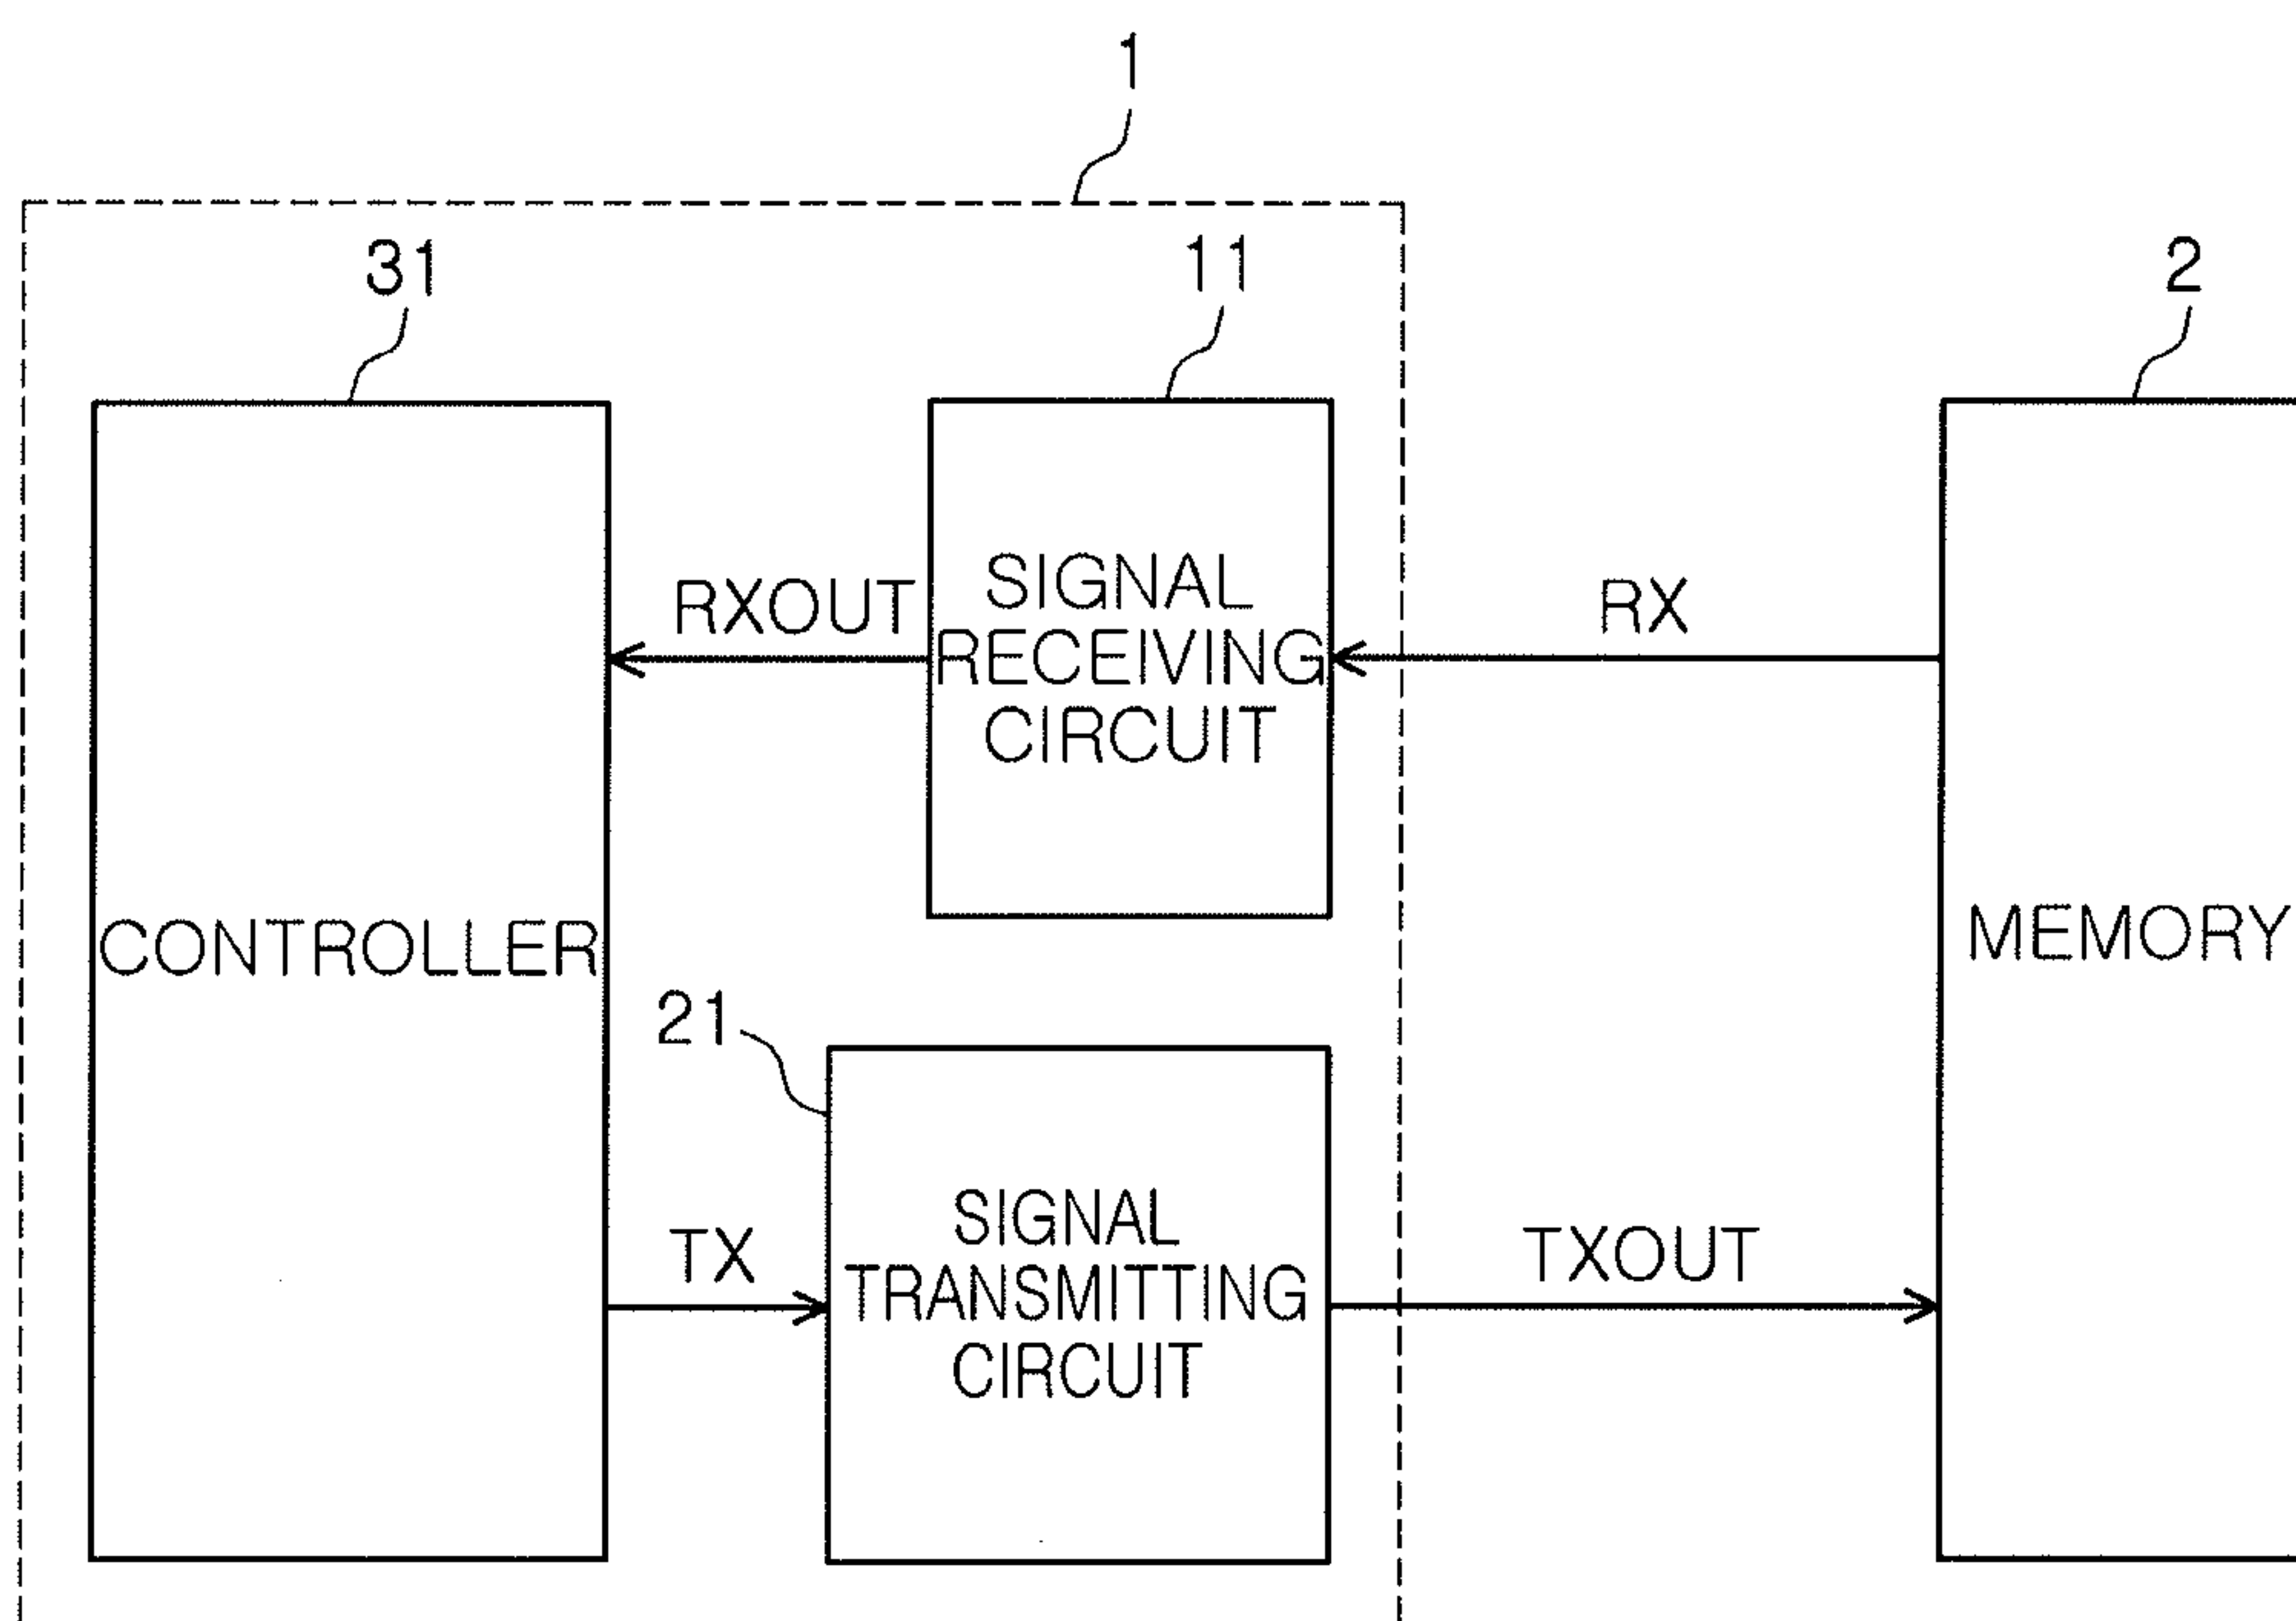 1
31
11
2
RXOUT
SIGNAL
RECEIVING
CIRCUIT
RX
CONTROLLER
MEMORY
21
TX
SIGNAL
TRANSMITTING
CIRCUIT
TXOUT